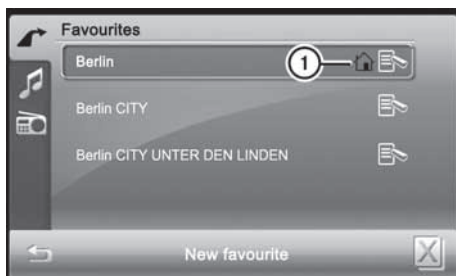 Favourites
Berlin
1
Berlin CITY
Berlin CITY UNTER DEN LINDEN
New favourite
X